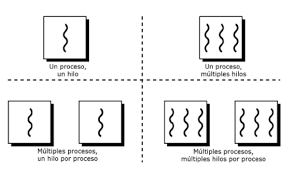 Un proceso,
un hilo
Un proceso,
múltiples hilos
Múltiples procesos,
un hilo por proceso
Múltiples procesos,
múltiples hilos por proceso